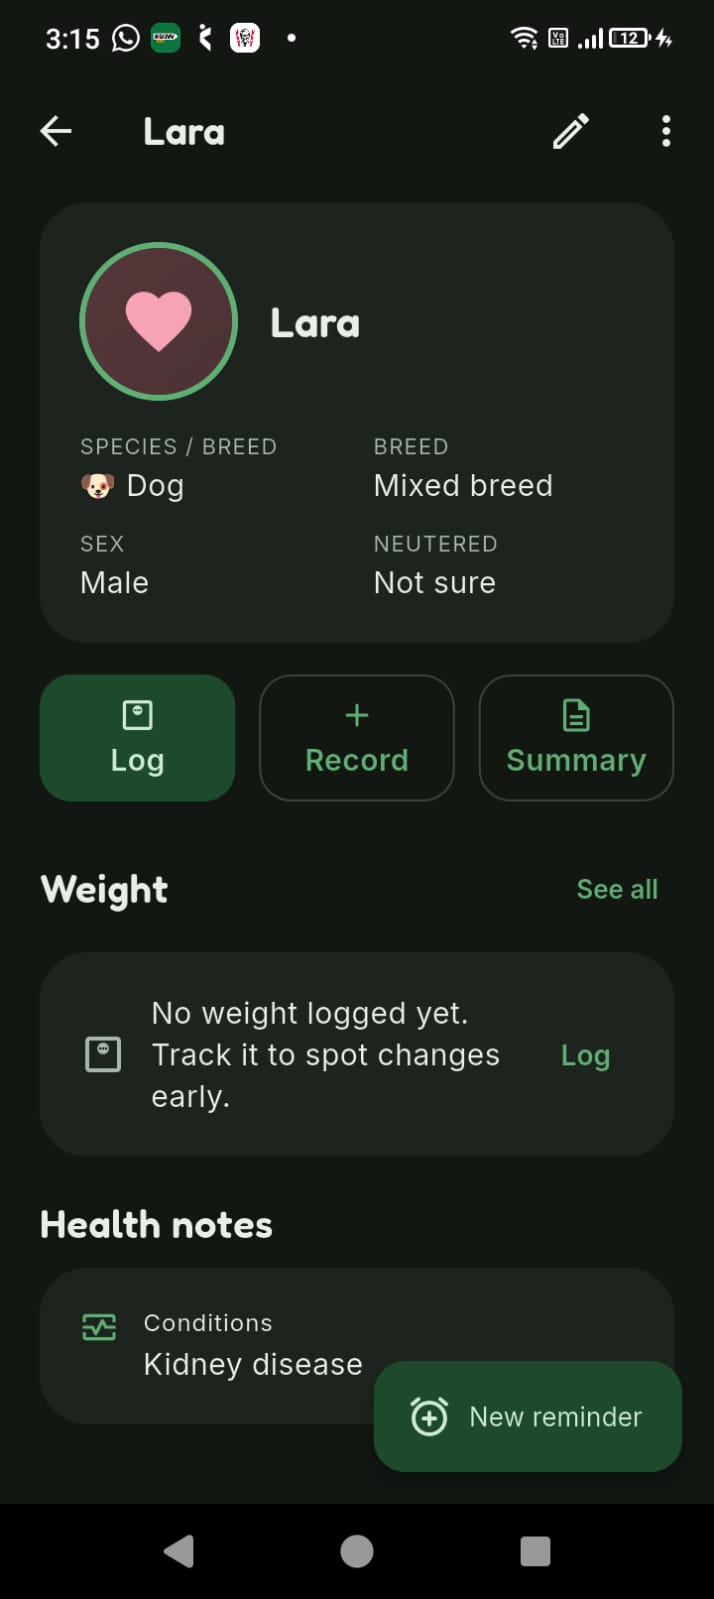 3:15
12
Lara
Lara
SPECIES / BREED
BREED
🐶 Dog
Mixed breed
SEX
NEUTERED
Male
Not sure
Log
Record
Summary
Weight
See all
No weight logged yet.
Track it to spot changes
early.
Log
Health notes
Conditions
Kidney disease
New reminder